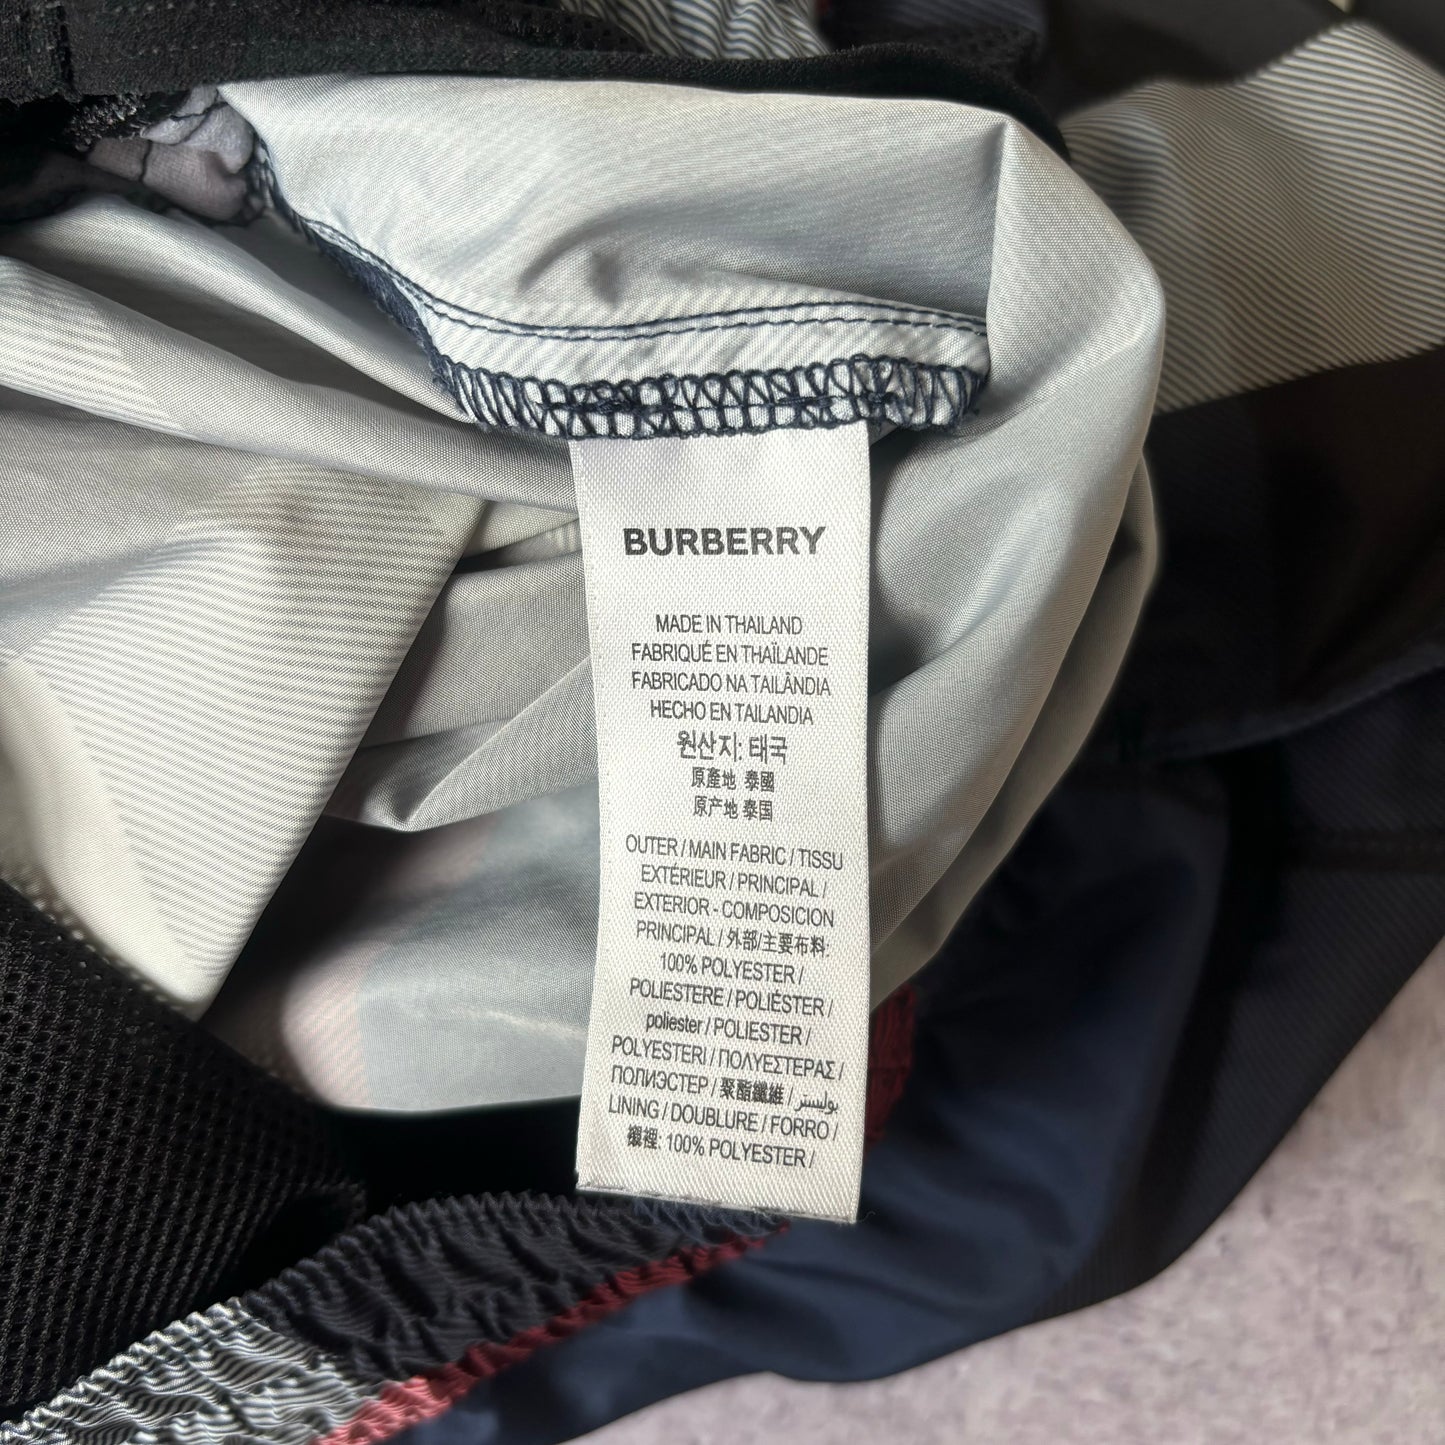 BURBERRY
MADE IN THAILAND
FABRIQUÉ EN THAÏLANDE
FABRICADO NA TAILÂNDIA
HECHO EN TAILANDIA
원산지: 태국
原產地 泰國
原产地 泰国
OUTER / MAIN FABRIC / TISSU
EXTÉRIEUR / PRINCIPAL /
EXTERIOR - COMPOSICION
PRINCIPAL / 外部/主要布料:
100% POLYESTER /
POLIESTERE / POLIÉSTER /
poliester / POLIESTER /
POLYESTERI / ΠΟΛΥΕΣΤΕΡΑΣ /
ПОЛИЭСТЕР / 聚酯纖維 / بوليستر /
LINING / DOUBLURE / FORRO /
襯裡: 100% POLYESTER /